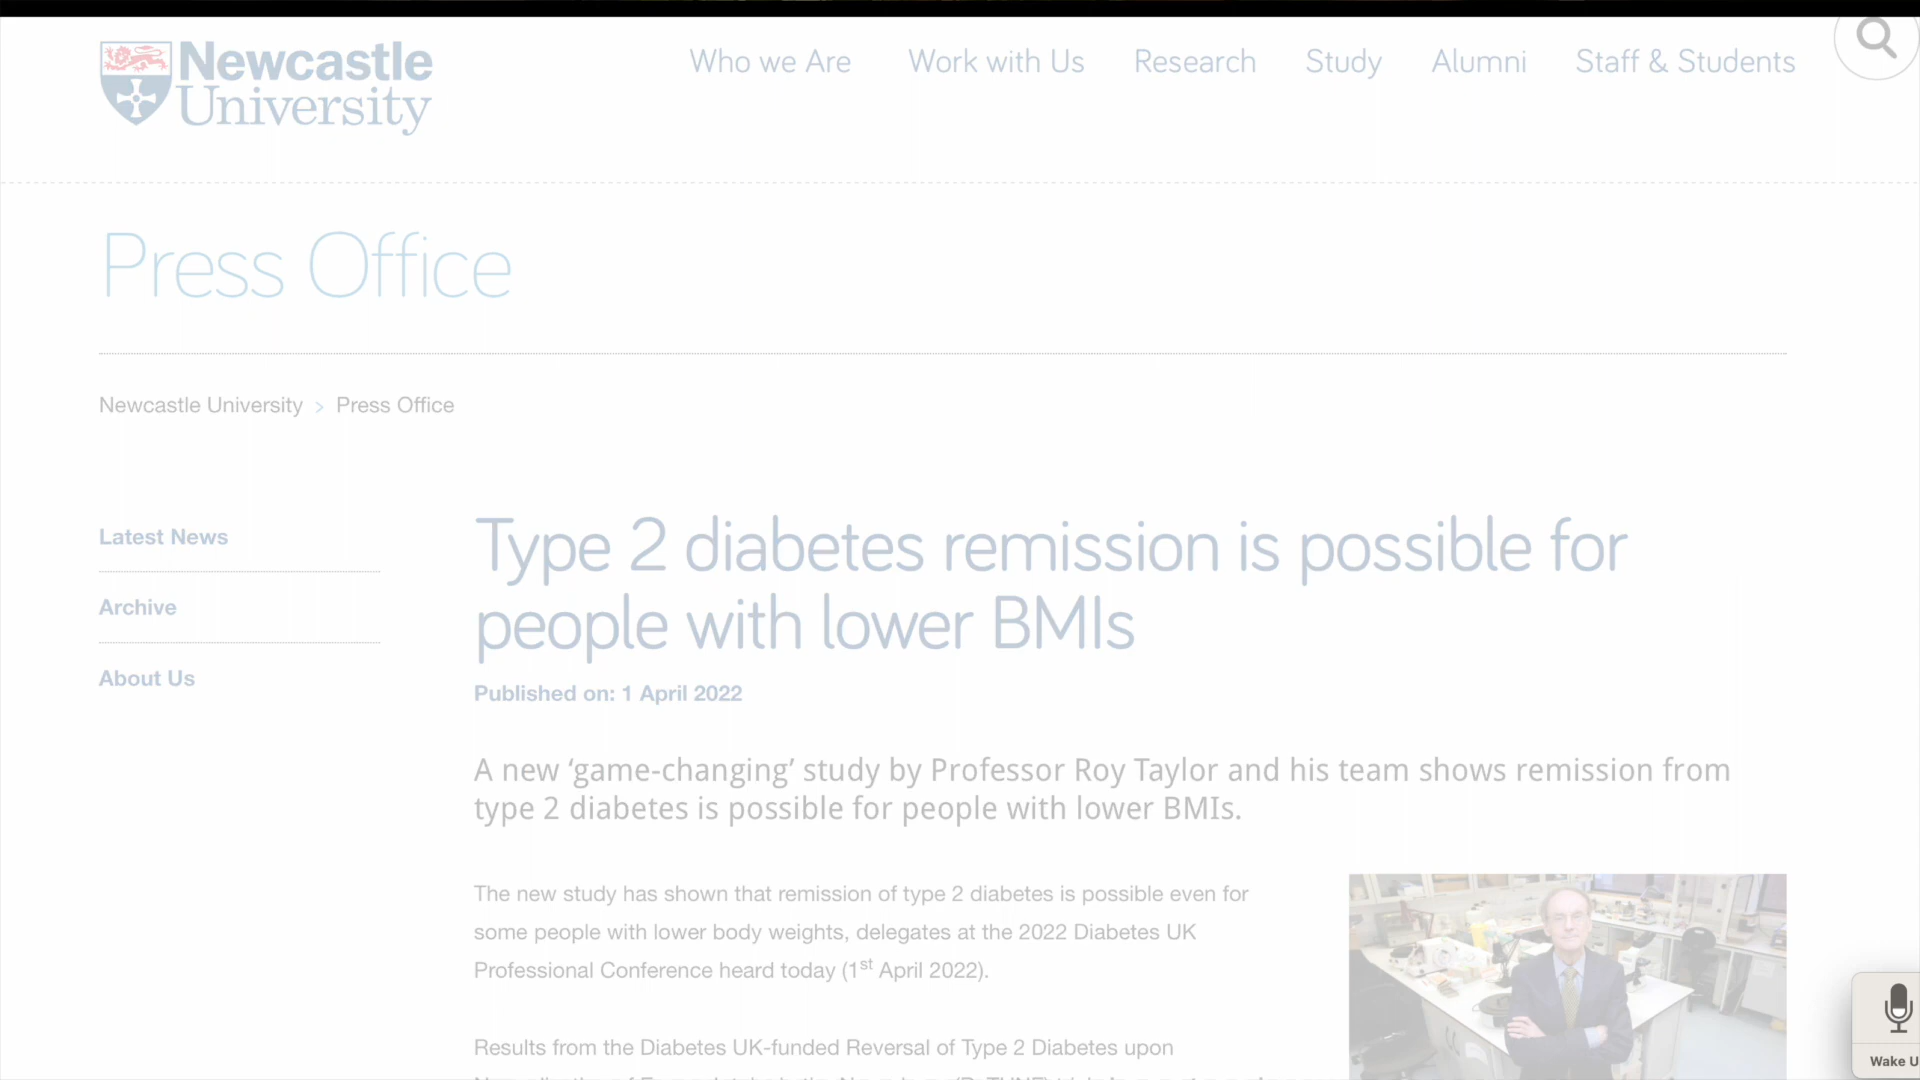 Newcastle
University
Who we Are
Work with Us
Research
Study
Alumni
Staff & Students
Press Office
Newcastle University > Press Office
Latest News
Archive
About Us
Type 2 diabetes remission is possible for
people with lower BMIs
Published on: 1 April 2022
A new ‘game-changing’ study by Professor Roy Taylor and his team shows remission from
type 2 diabetes is possible for people with lower BMIs.
The new study has shown that remission of type 2 diabetes is possible even for
some people with lower body weights, delegates at the 2022 Diabetes UK
Professional Conference heard today (1st April 2022).
Results from the Diabetes UK-funded Reversal of Type 2 Diabetes upon
Wake U